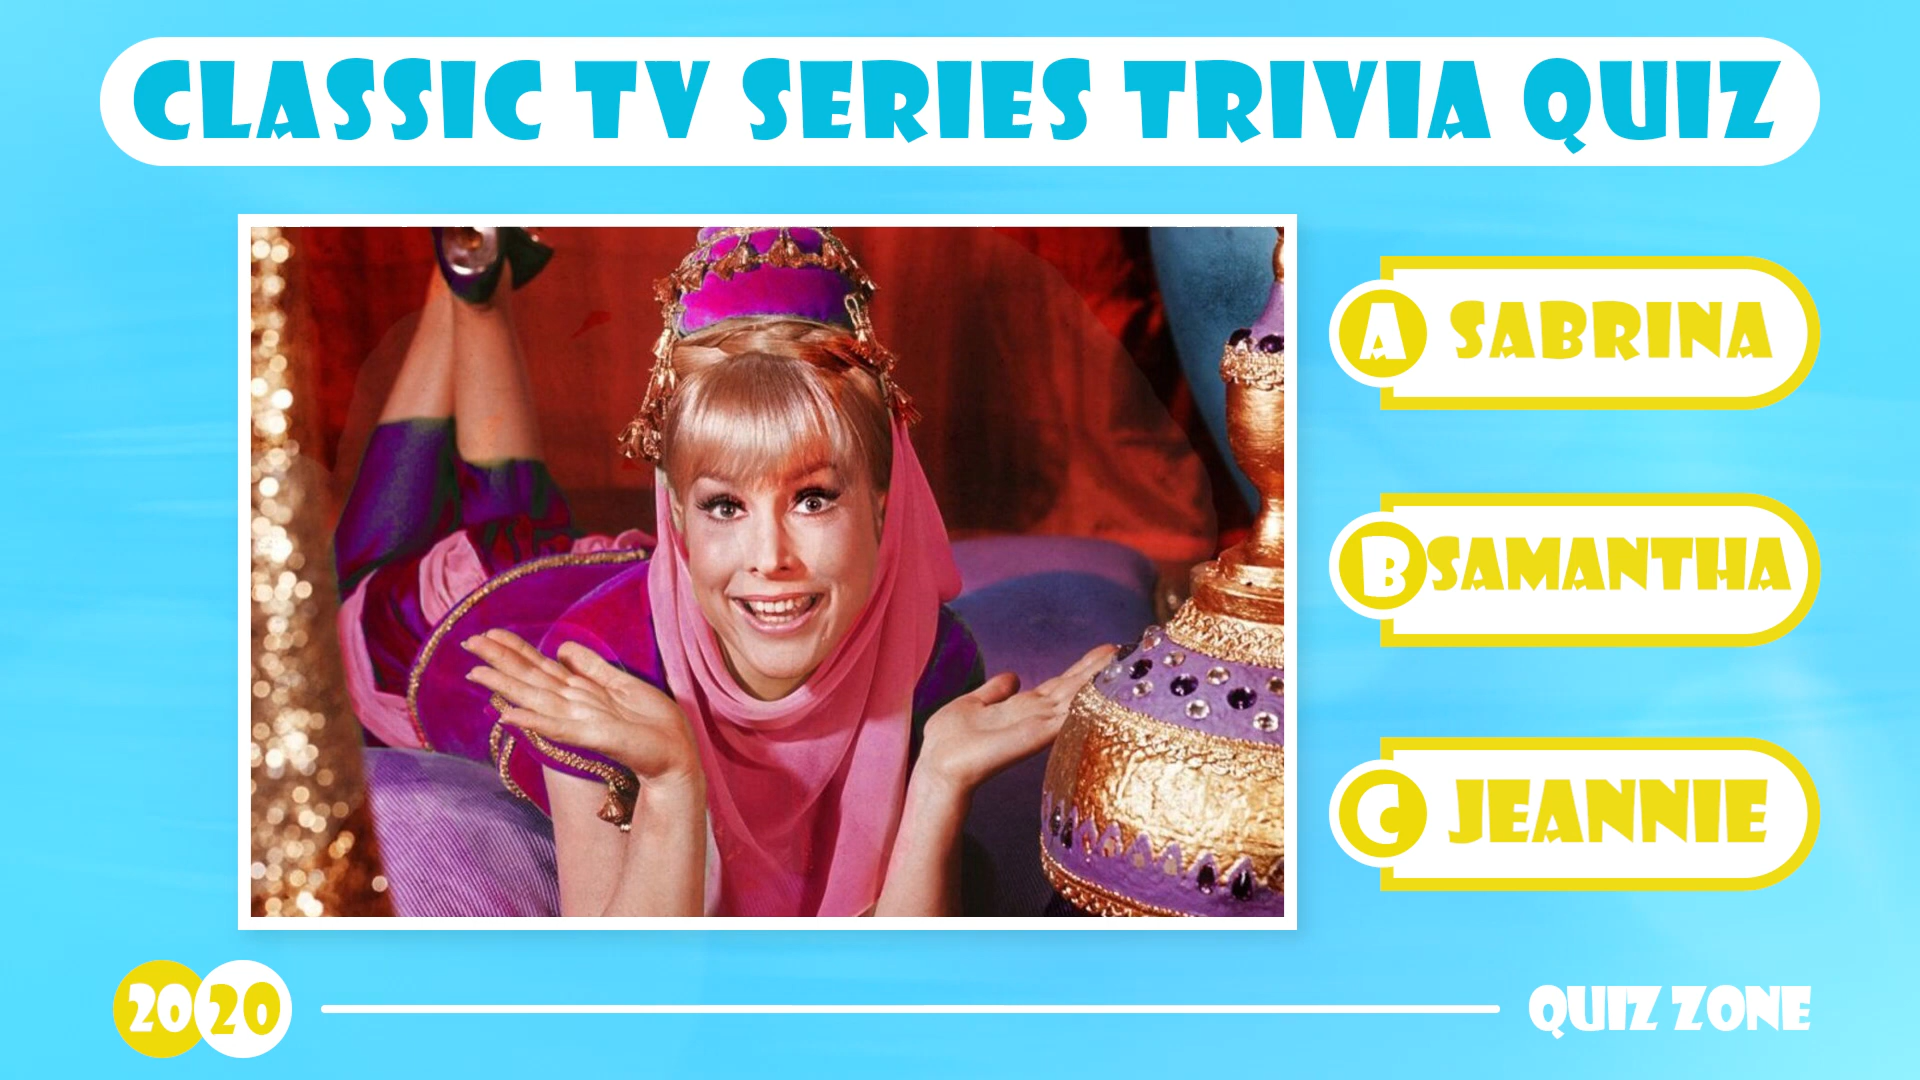 CLASSIC TV SERIES TRIVIA QUIZ
A SABRINA
B SAMANTHA
C JEANNIE
2020
QUIZ ZONE